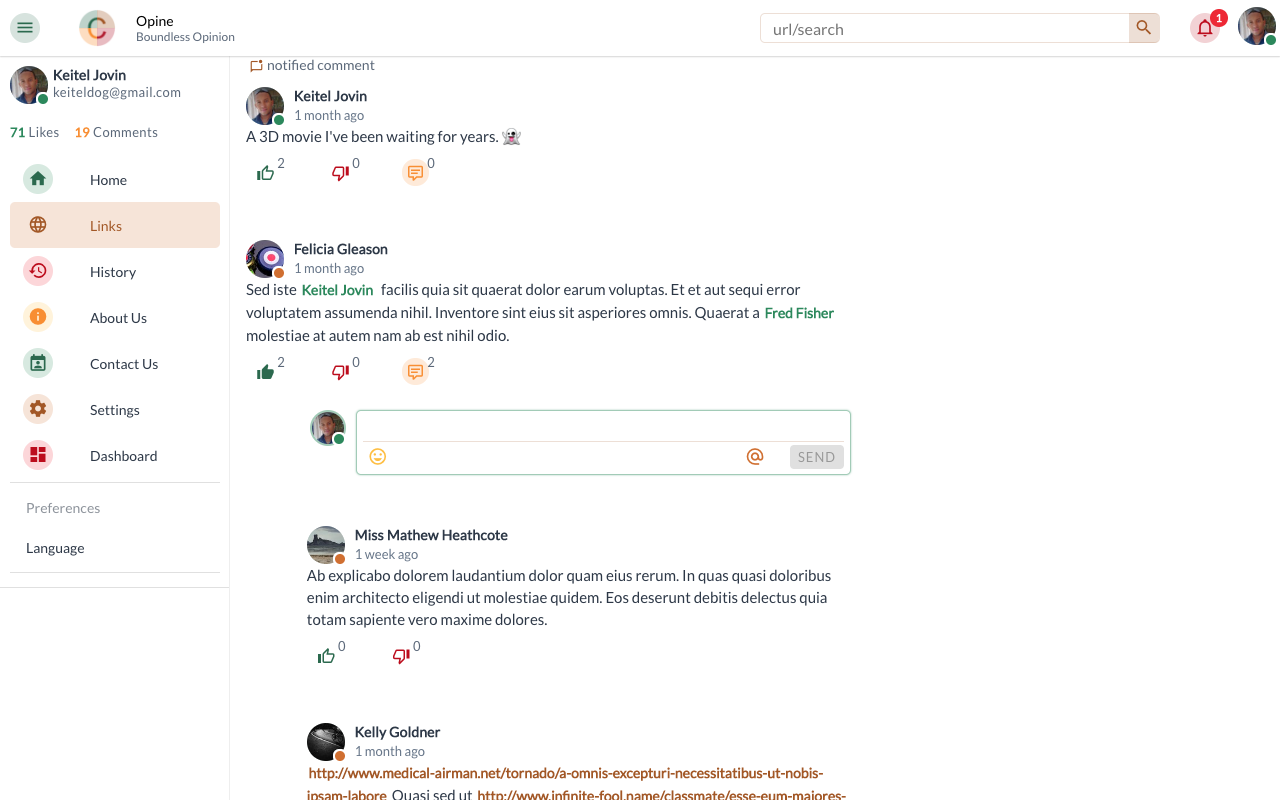 Opine
Boundless Opinion
url/search
1
Keitel Jovin
keiteldog@gmail.com
71 Likes 19 Comments
Home
Links
History
About Us
Contact Us
Settings
Dashboard
Preferences
Language
notified comment
Keitel Jovin
1 month ago
A 3D movie I've been waiting for years. 👻
2 0 0
Felicia Gleason
1 month ago
Sed iste Keitel Jovin facilis quia sit quaerat dolor earum voluptas. Et et aut sequi error
voluptatem assumenda nihil. Inventore sint eius sit asperiores omnis. Quaerat a Fred Fisher
molestiae at autem nam ab est nihil odio.
2 0 2
SEND
Miss Mathew Heathcote
1 week ago
Ab explicabo dolorem laudantium dolor quam eius rerum. In quas quasi doloribus
enim architecto eligendi ut molestiae quidem. Eos deserunt debitis delectus quia
totam sapiente vero maxime dolores.
0 0
Kelly Goldner
1 month ago
http://www.medical-airman.net/tornado/a-omnis-excepturi-necessitatibus-ut-nobis-
ipsam-labore Quasi sed ut http://www.infinite-fool.name/classmate/esse-eum-maiores-